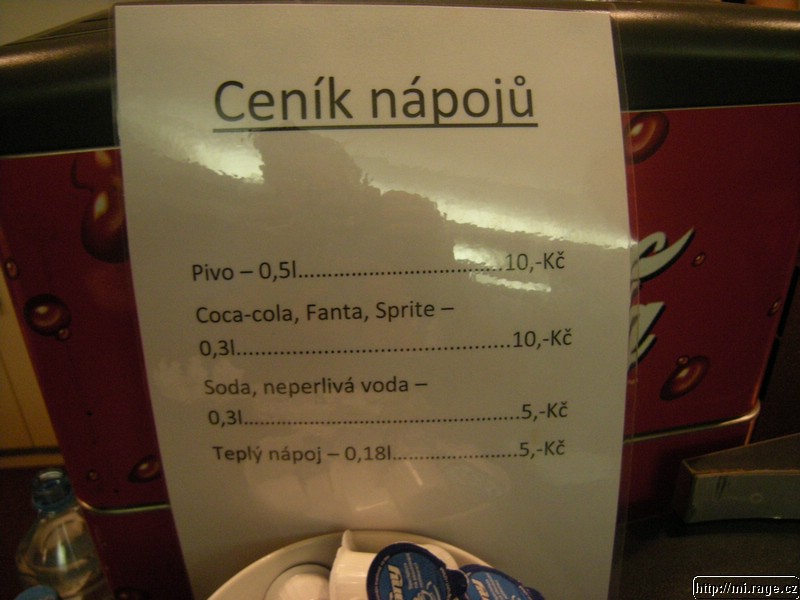 Ceník nápojů
Pivo – 0,5l...................................10,-Kč
Coca-cola, Fanta, Sprite –
0,3l...............................................10,-Kč
Soda, neperlivá voda –
0,3l................................................5,-Kč
Teplý nápoj – 0,18l......................5,-Kč
http://mi.rage.cz